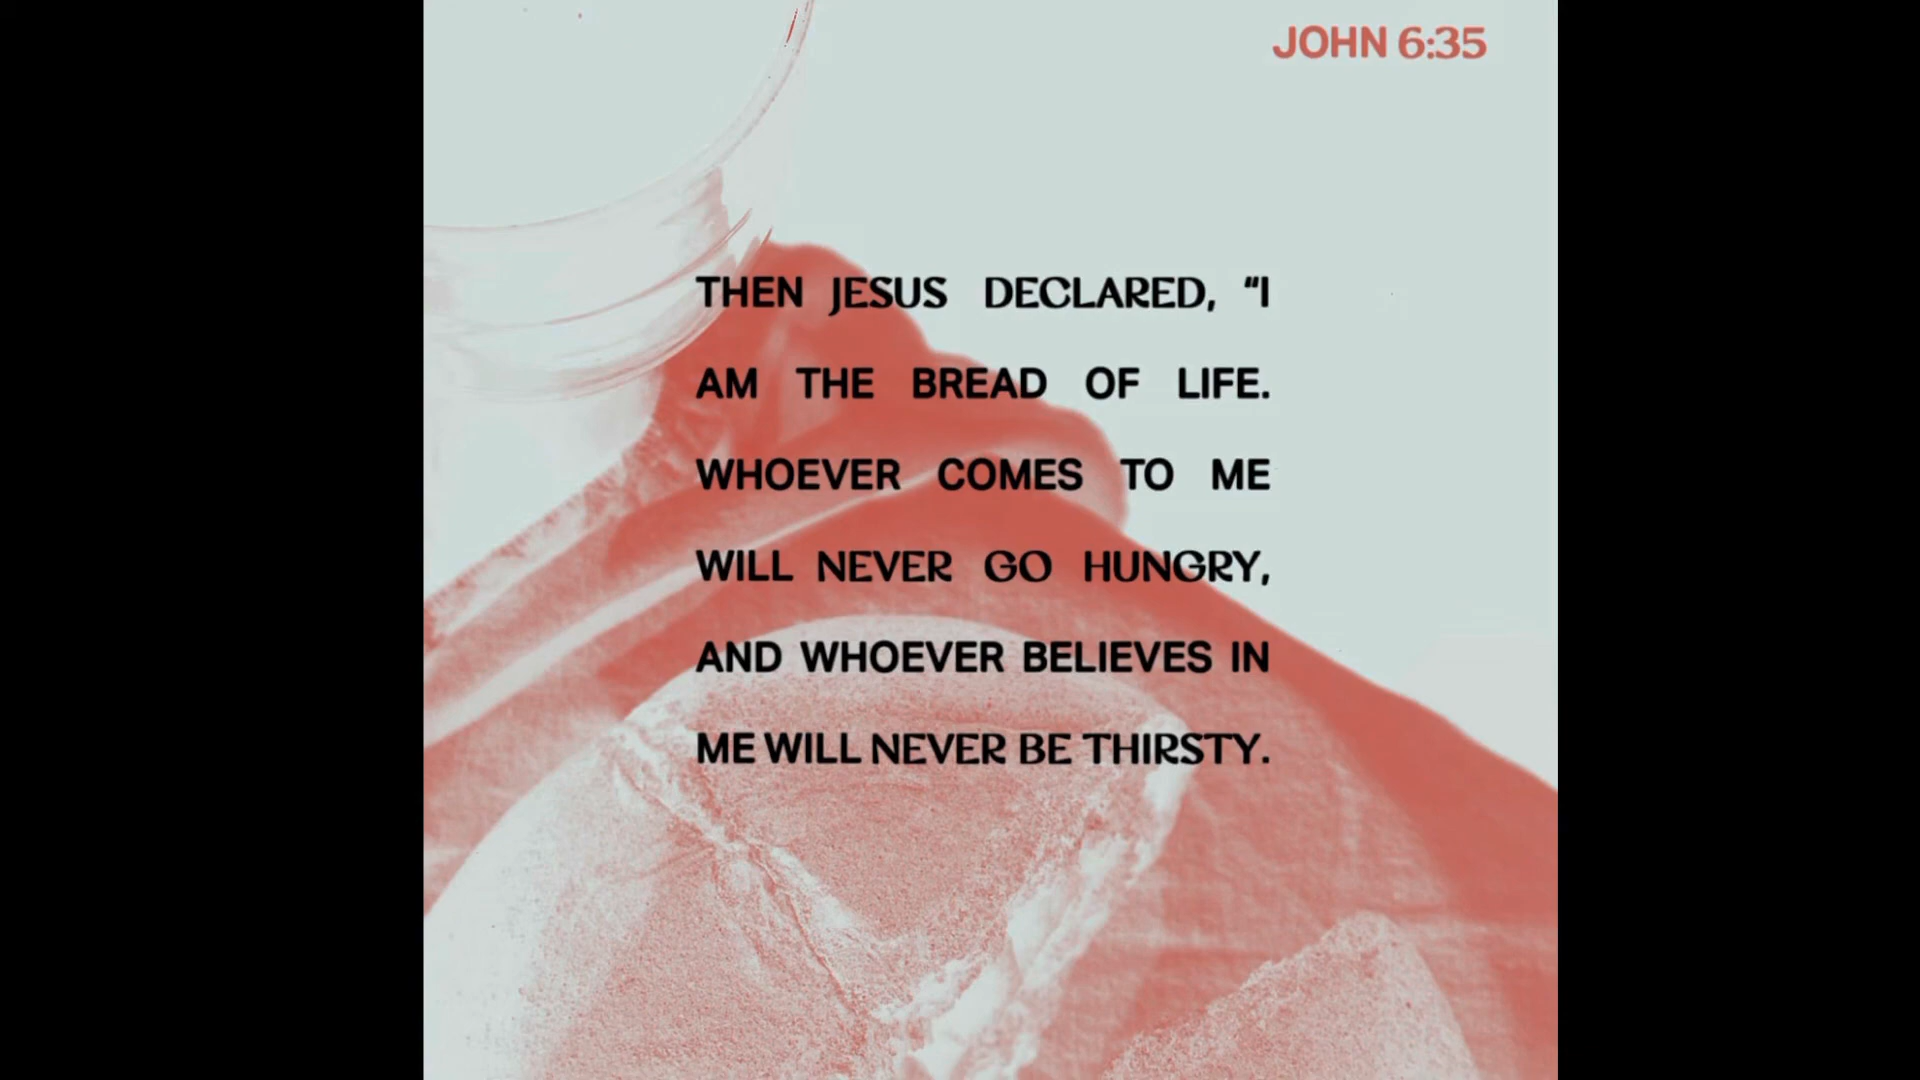 JOHN 6:35
THEN JESUS DECLARED, “I
AM THE BREAD OF LIFE.
WHOEVER COMES TO ME
WILL NEVER GO HUNGRY,
AND WHOEVER BELIEVES IN
ME WILL NEVER BE THIRSTY.